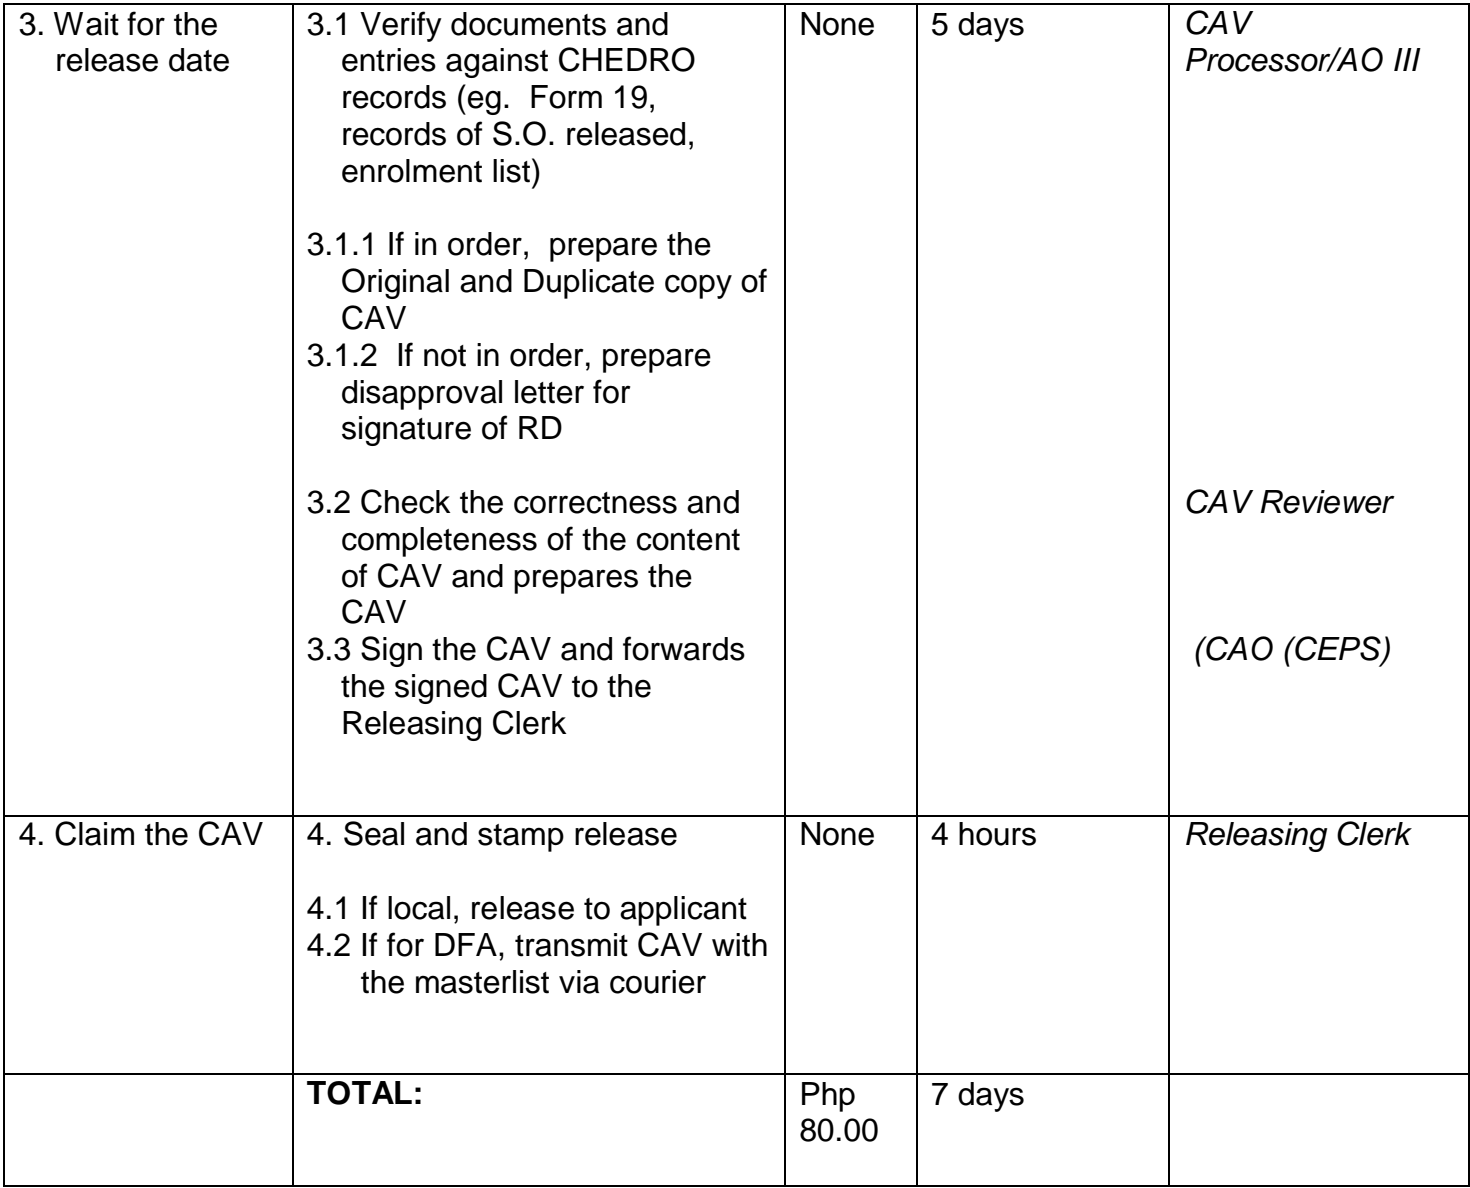 3. Wait for the
release date
3.1 Verify documents and
entries against CHEDRO
records (eg.  Form 19,
records of S.O. released,
enrolment list)
3.1.1 If in order,  prepare the
Original and Duplicate copy of
CAV
3.1.2  If not in order, prepare
disapproval letter for
signature of RD
3.2 Check the correctness and
completeness of the content
of CAV and prepares the
CAV
3.3 Sign the CAV and forwards
the signed CAV to the
Releasing Clerk
None
5 days
CAV
Processor/AO III
CAV Reviewer
(CAO (CEPS)
4. Claim the CAV
4. Seal and stamp release
4.1 If local, release to applicant
4.2 If for DFA, transmit CAV with
the masterlist via courier
None
4 hours
Releasing Clerk
TOTAL:
Php
80.00
7 days